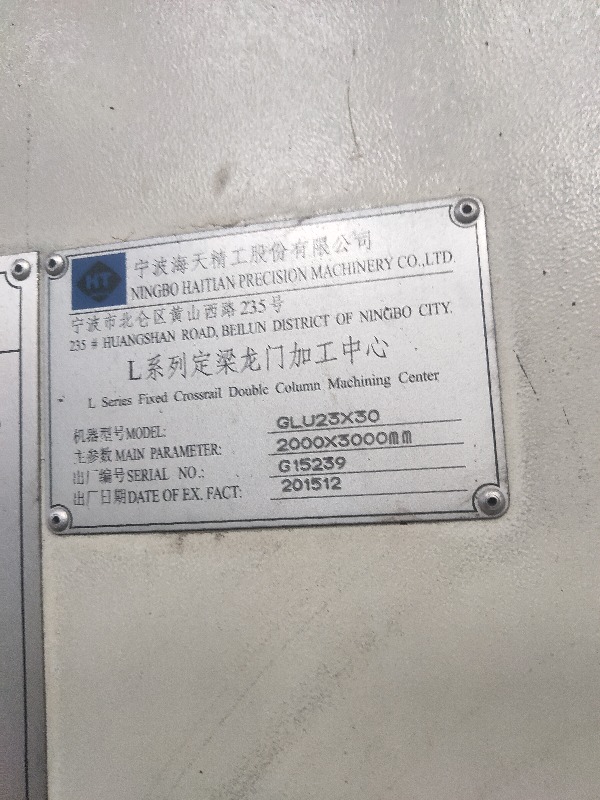 HT
宁波海天精工股份有限公司
NINGBO HAITIAN PRECISION MACHINERY CO.,LTD.
宁波市北仑区黄山西路235号
235 # HUANGSHAN ROAD, BEILUN DISTRICT OF NINGBO CITY.
L系列定梁龙门加工中心
L Series Fixed Crossrail Double Column Machining Center
机器型号MODEL: GLU23X30
主参数MAIN PARAMETER: 2000X3000mm
出厂编号SERIAL NO.: G15239
出厂日期DATE OF EX. FACT: 201512